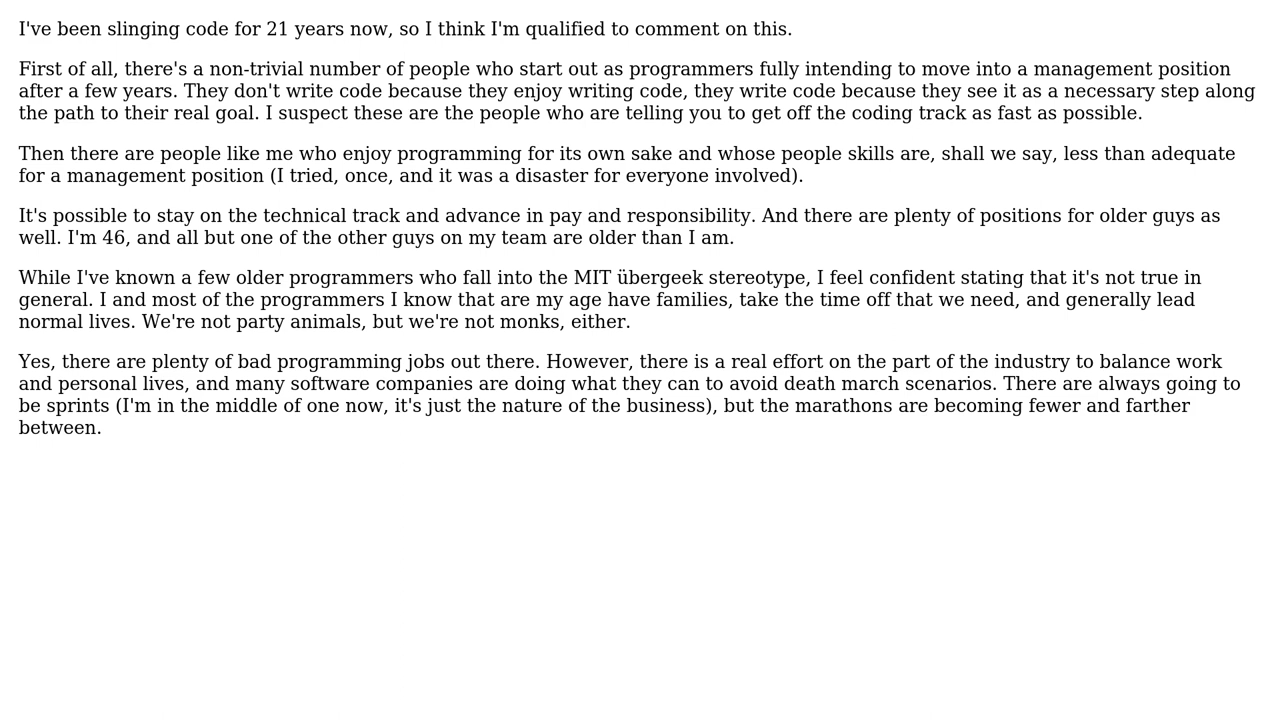 I've been slinging code for 21 years now, so I think I'm qualified to comment on this.
First of all, there's a non-trivial number of people who start out as programmers fully intending to move into a management position
after a few years. They don't write code because they enjoy writing code, they write code because they see it as a necessary step along
the path to their real goal. I suspect these are the people who are telling you to get off the coding track as fast as possible.
Then there are people like me who enjoy programming for its own sake and whose people skills are, shall we say, less than adequate
for a management position (I tried, once, and it was a disaster for everyone involved).
It's possible to stay on the technical track and advance in pay and responsibility. And there are plenty of positions for older guys as
well. I'm 46, and all but one of the other guys on my team are older than I am.
While I've known a few older programmers who fall into the MIT übergeek stereotype, I feel confident stating that it's not true in
general. I and most of the programmers I know that are my age have families, take the time off that we need, and generally lead
normal lives. We're not party animals, but we're not monks, either.
Yes, there are plenty of bad programming jobs out there. However, there is a real effort on the part of the industry to balance work
and personal lives, and many software companies are doing what they can to avoid death march scenarios. There are always going to
be sprints (I'm in the middle of one now, it's just the nature of the business), but the marathons are becoming fewer and farther
between.